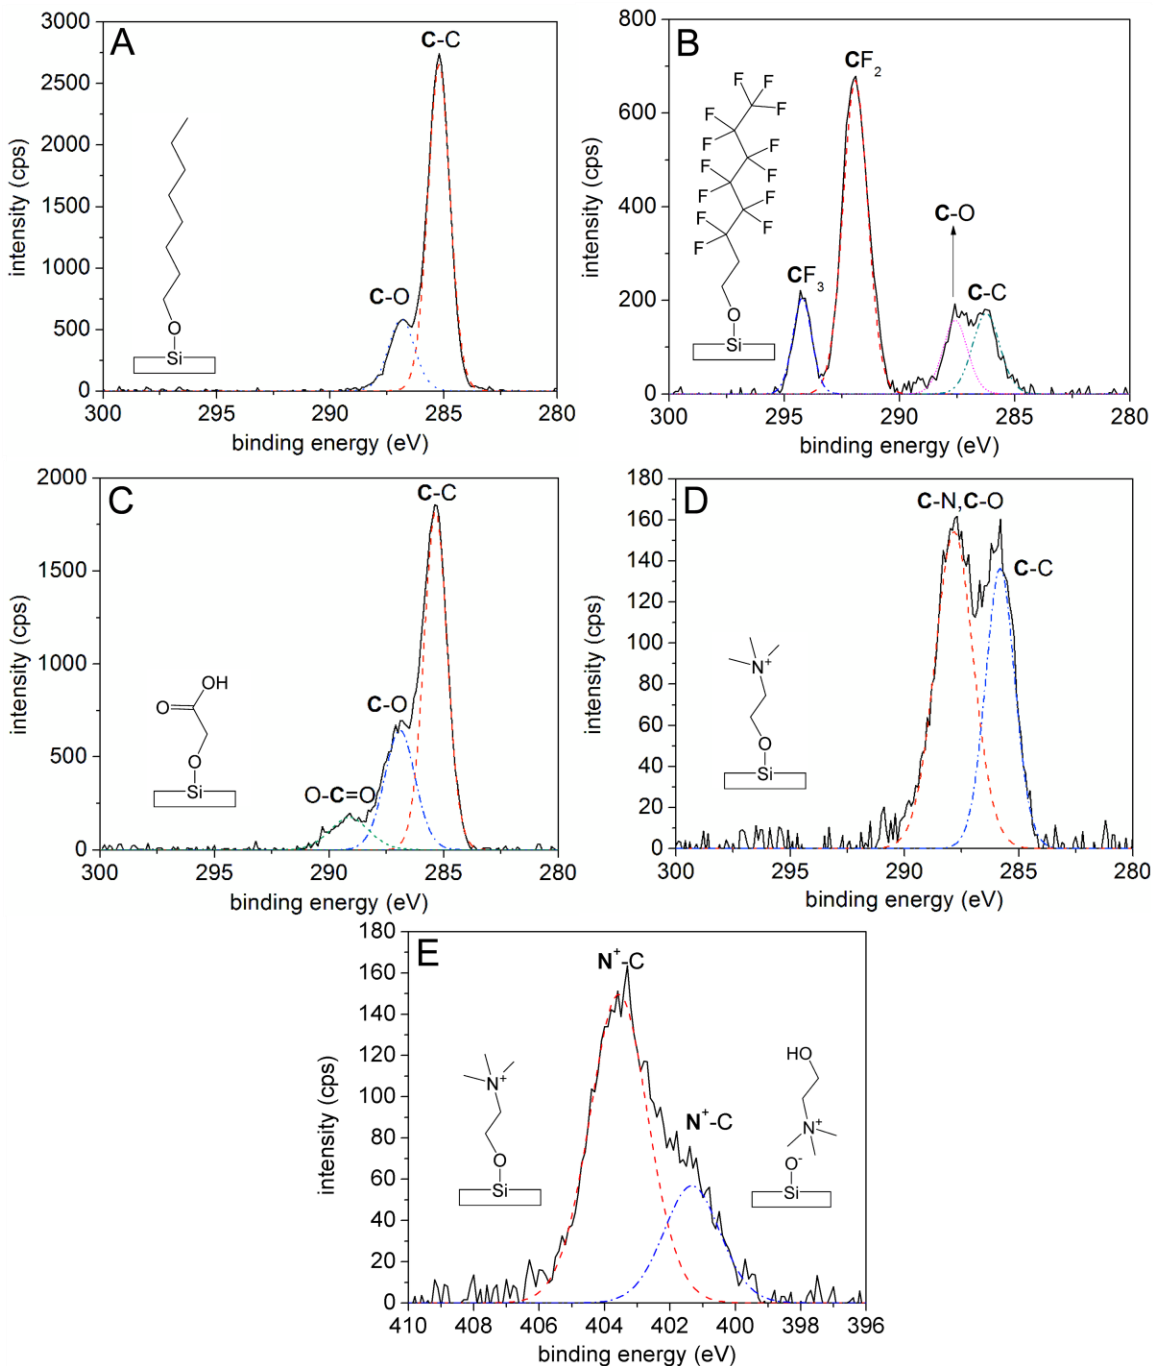 A
C-C
C-O
O
Si
3000
2500
2000
1500
1000
500
0
300 295 290 285 280
intensity (cps)
binding energy (eV)
B
CF2
CF3
C-O
C-C
F F
F F
F F
F F
F F
F F
F
O
Si
800
600
400
200
0
300 295 290 285 280
intensity (cps)
binding energy (eV)
C
C-C
C-O
O-C=O
OH
O
O
Si
2000
1500
1000
500
0
300 295 290 285 280
intensity (cps)
binding energy (eV)
D
C-N,C-O
C-C
N+
O
Si
180
160
140
120
100
80
60
40
20
0
300 295 290 285 280
intensity (cps)
binding energy (eV)
E
N+-C
N+-C
N+
O
Si
HO
N+
O-
Si
180
160
140
120
100
80
60
40
20
0
410 408 406 404 402 400 398 396
intensity (cps)
binding energy (eV)